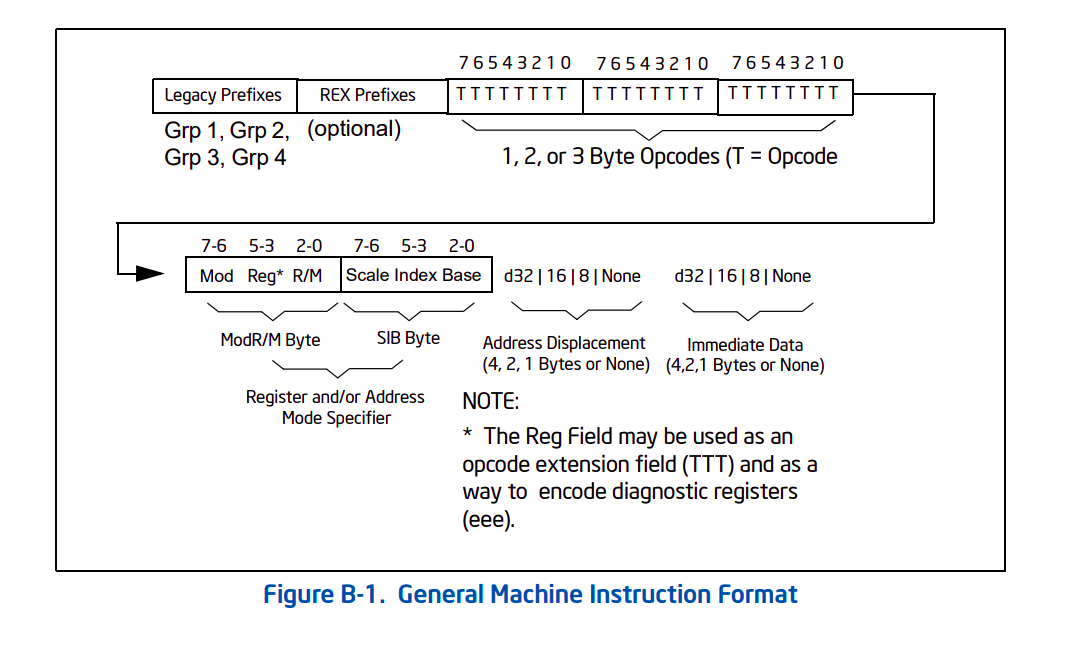 7 6 5 4 3 2 1 0 7 6 5 4 3 2 1 0 7 6 5 4 3 2 1 0
Legacy Prefixes REX Prefixes T T T T T T T T T T T T T T T T T T T T T T T T
Grp 1, Grp 2, (optional)
Grp 3, Grp 4
1, 2, or 3 Byte Opcodes (T = Opcode
7-6 5-3 2-0 7-6 5-3 2-0
Mod Reg* R/M Scale Index Base d32 | 16 | 8 | None d32 | 16 | 8 | None
ModR/M Byte SIB Byte Address Displacement Immediate Data
(4, 2, 1 Bytes or None) (4,2,1 Bytes or None)
Register and/or Address
Mode Specifier
NOTE:
* The Reg Field may be used as an
opcode extension field (TTT) and as a
way to encode diagnostic registers
(eee).
Figure B-1. General Machine Instruction Format